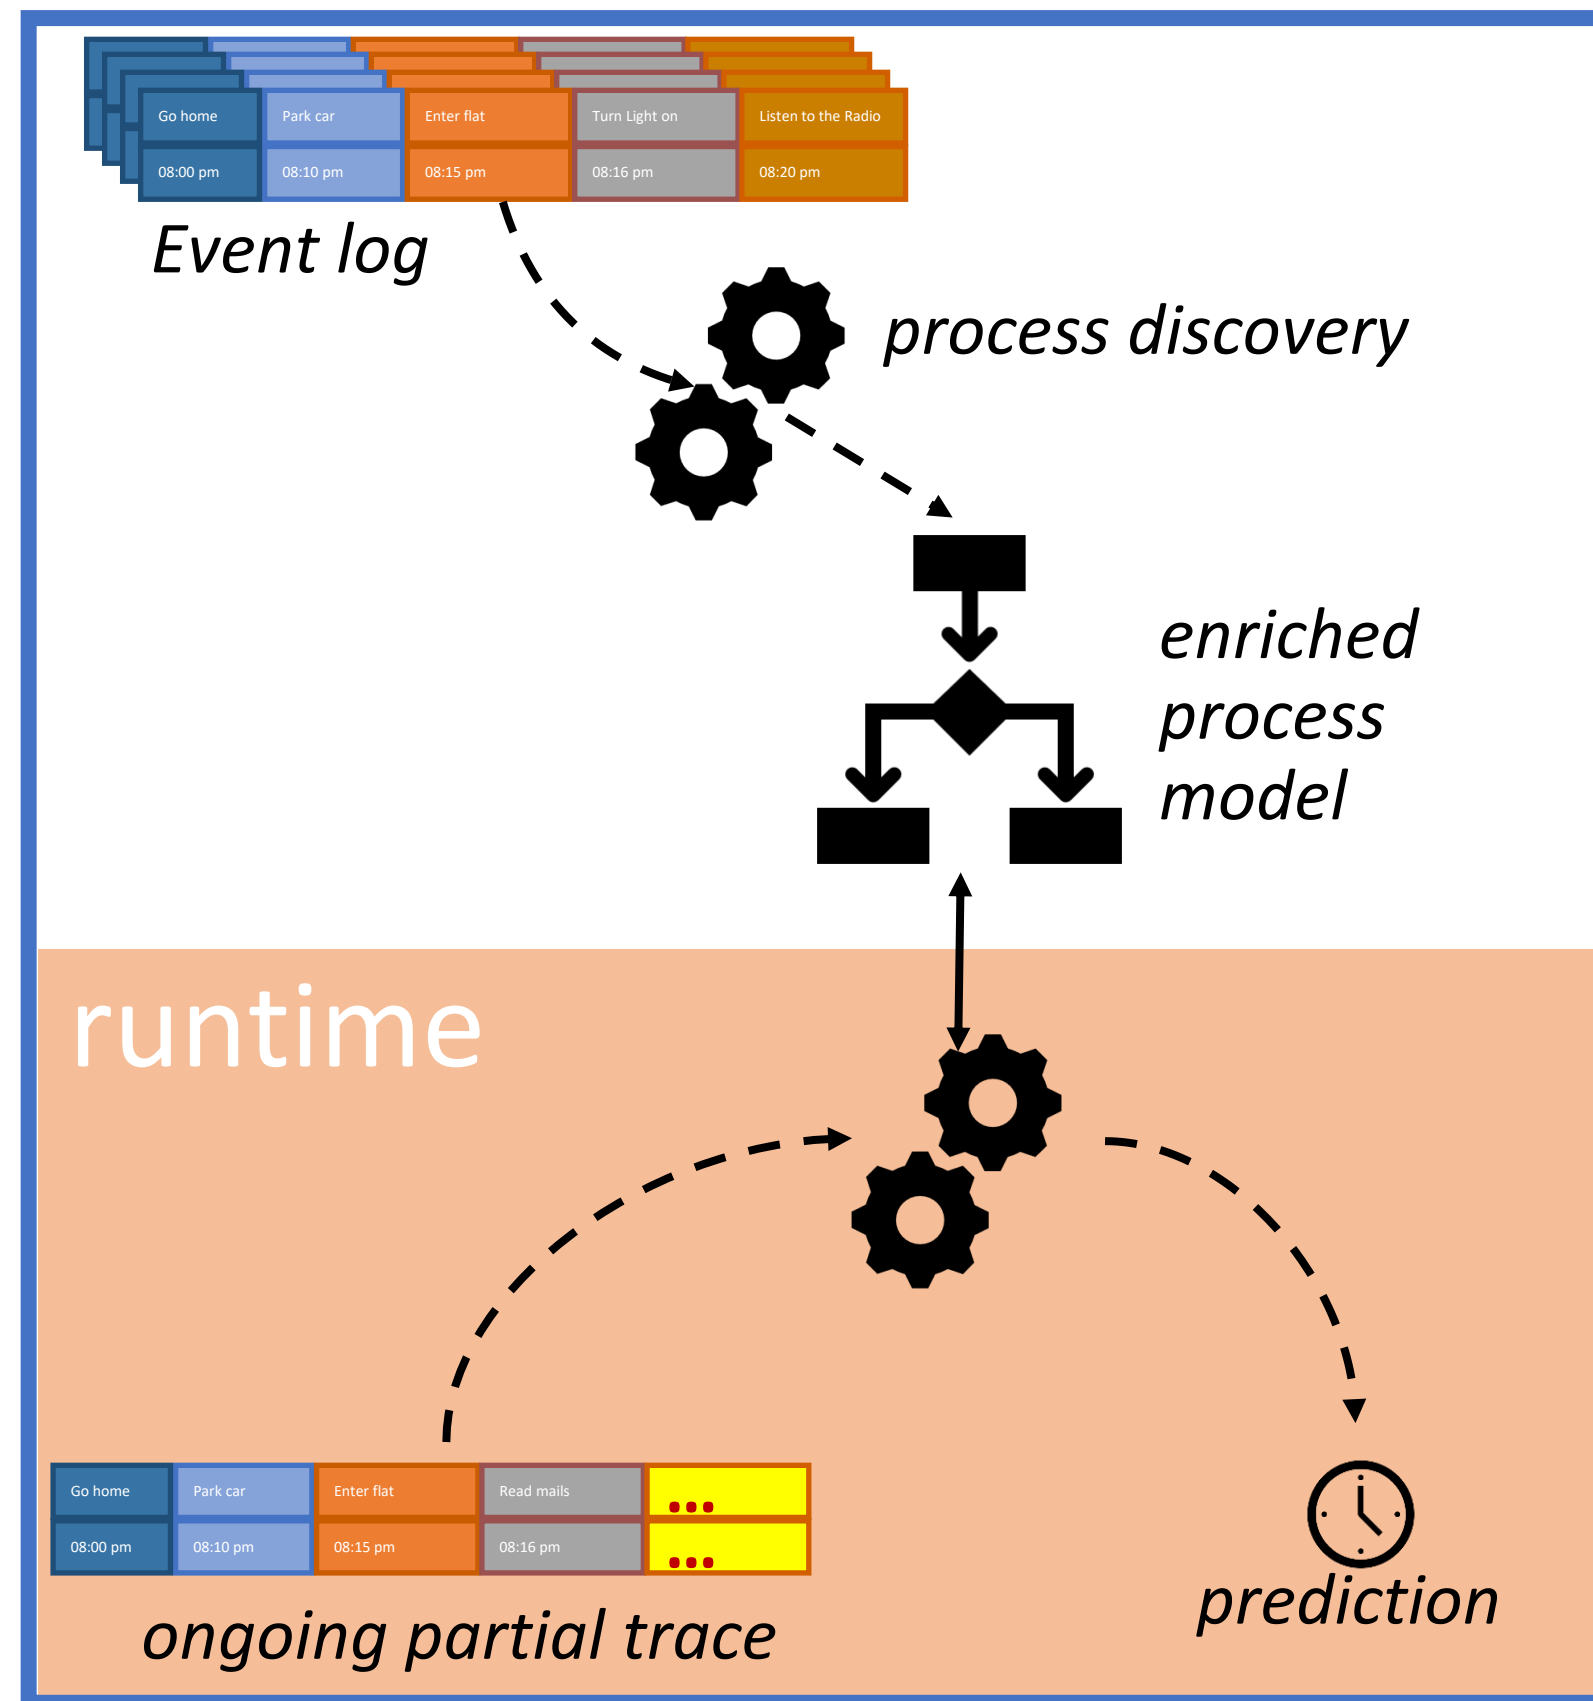 Go home Park car Enter flat Turn Light on Listen to the Radio
08:00 pm 08:10 pm 08:15 pm 08:16 pm 08:20 pm
Event log
process discovery
enriched
process
model
runtime
Go home Park car Enter flat Read mails ...
08:00 pm 08:10 pm 08:15 pm 08:16 pm ...
prediction
ongoing partial trace